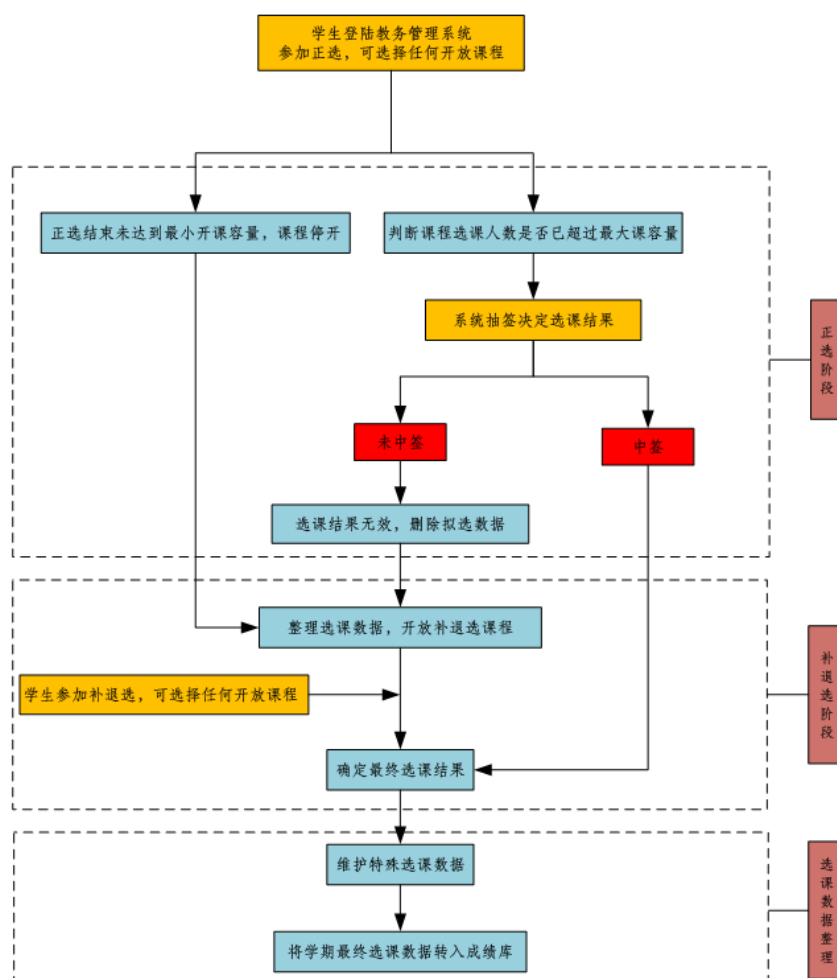 学生登陆教务管理系统
参加正选，可选择任何开放课程
正选结束未达到最小开课容量，课程停开
判断课程选课人数是否已超过最大课容量
系统抽签决定选课结果
正选阶段
未中签
中签
选课结果无效，删除拟选数据
整理选课数据，开放补退选课程
补退选阶段
学生参加补退选，可选择任何开放课程
确定最终选课结果
维护特殊选课数据
选课数据整理
将学期最终选课数据转入成绩库